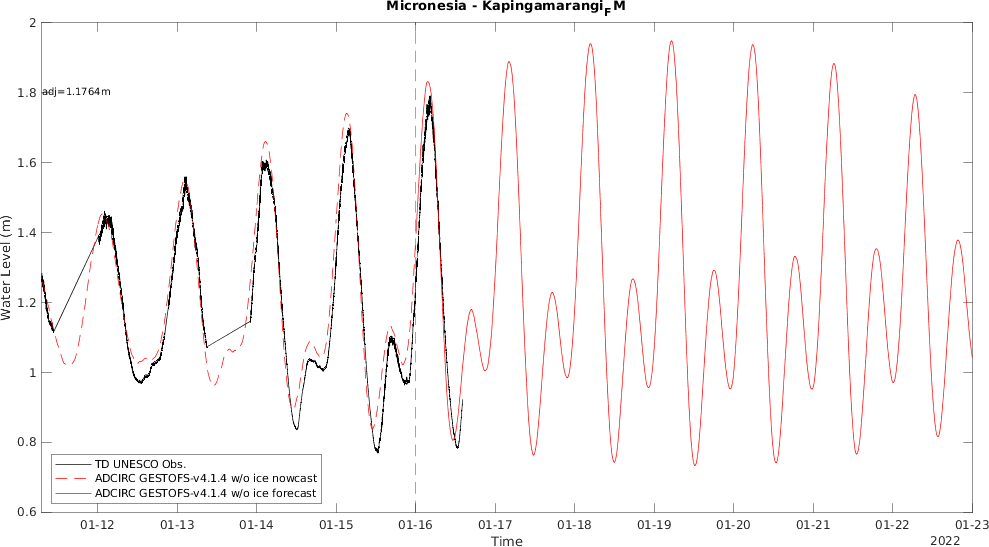 Micronesia - KapingamarangiFM
2
1.8
1.6
1.4
1.2
1
0.8
0.6
Water Level (m)
adj=1.1764m
TD UNESCO Obs.
ADCIRC GESTOFS-v4.1.4 w/o ice nowcast
ADCIRC GESTOFS-v4.1.4 w/o ice forecast
01-12 01-13 01-14 01-15 01-16 01-17 01-18 01-19 01-20 01-21 01-22 01-23
Time
2022